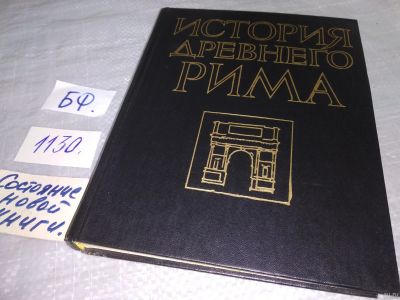 ИСТОРИЯ
ДРЕВНЕГО
РИМА
БФ.
1130.
Состояние
новой
книги.